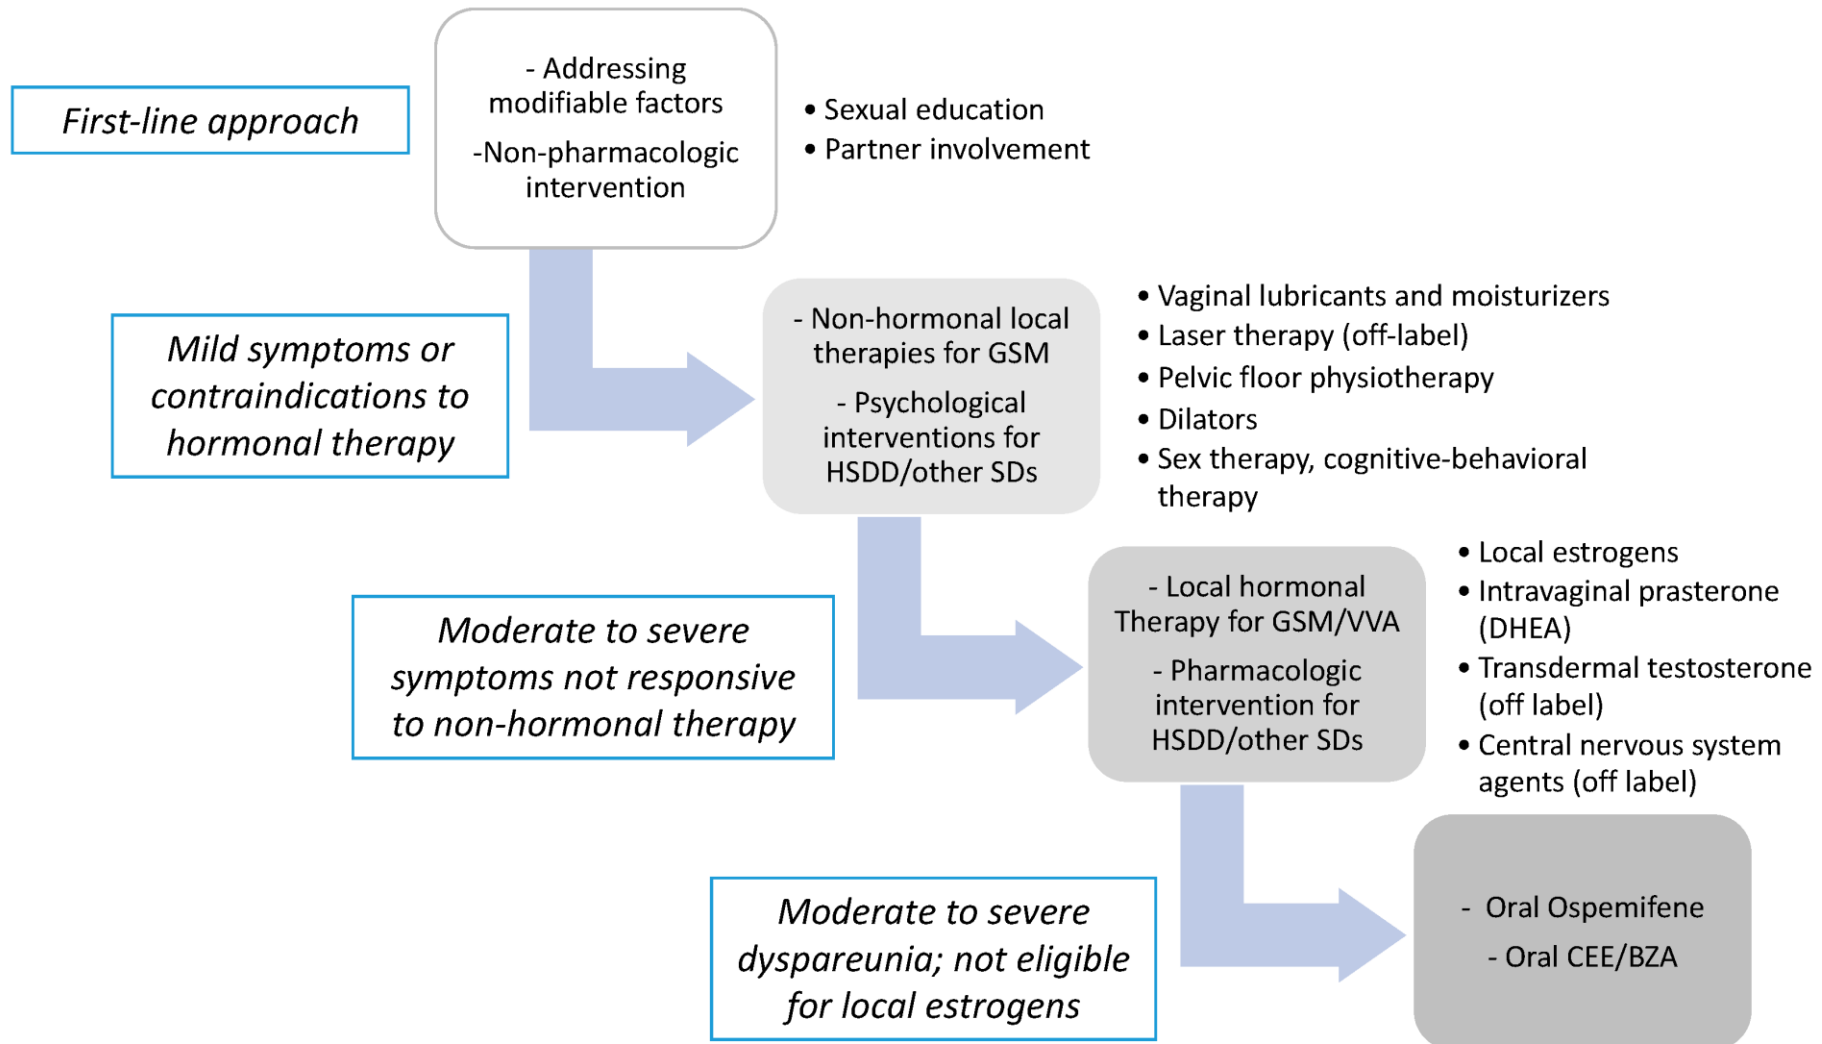 First-line approach
- Addressing
modifiable factors
-Non-pharmacologic
intervention
• Sexual education
• Partner involvement
Mild symptoms or
contraindications to
hormonal therapy
- Non-hormonal local
therapies for GSM
- Psychological
interventions for
HSDD/other SDs
• Vaginal lubricants and moisturizers
• Laser therapy (off-label)
• Pelvic floor physiotherapy
• Dilators
• Sex therapy, cognitive-behavioral
therapy
Moderate to severe
symptoms not responsive
to non-hormonal therapy
- Local hormonal
Therapy for GSM/VVA
- Pharmacologic
intervention for
HSDD/other SDs
• Local estrogens
• Intravaginal prasterone
(DHEA)
• Transdermal testosterone
(off label)
• Central nervous system
agents (off label)
Moderate to severe
dyspareunia; not eligible
for local estrogens
- Oral Ospemifene
- Oral CEE/BZA